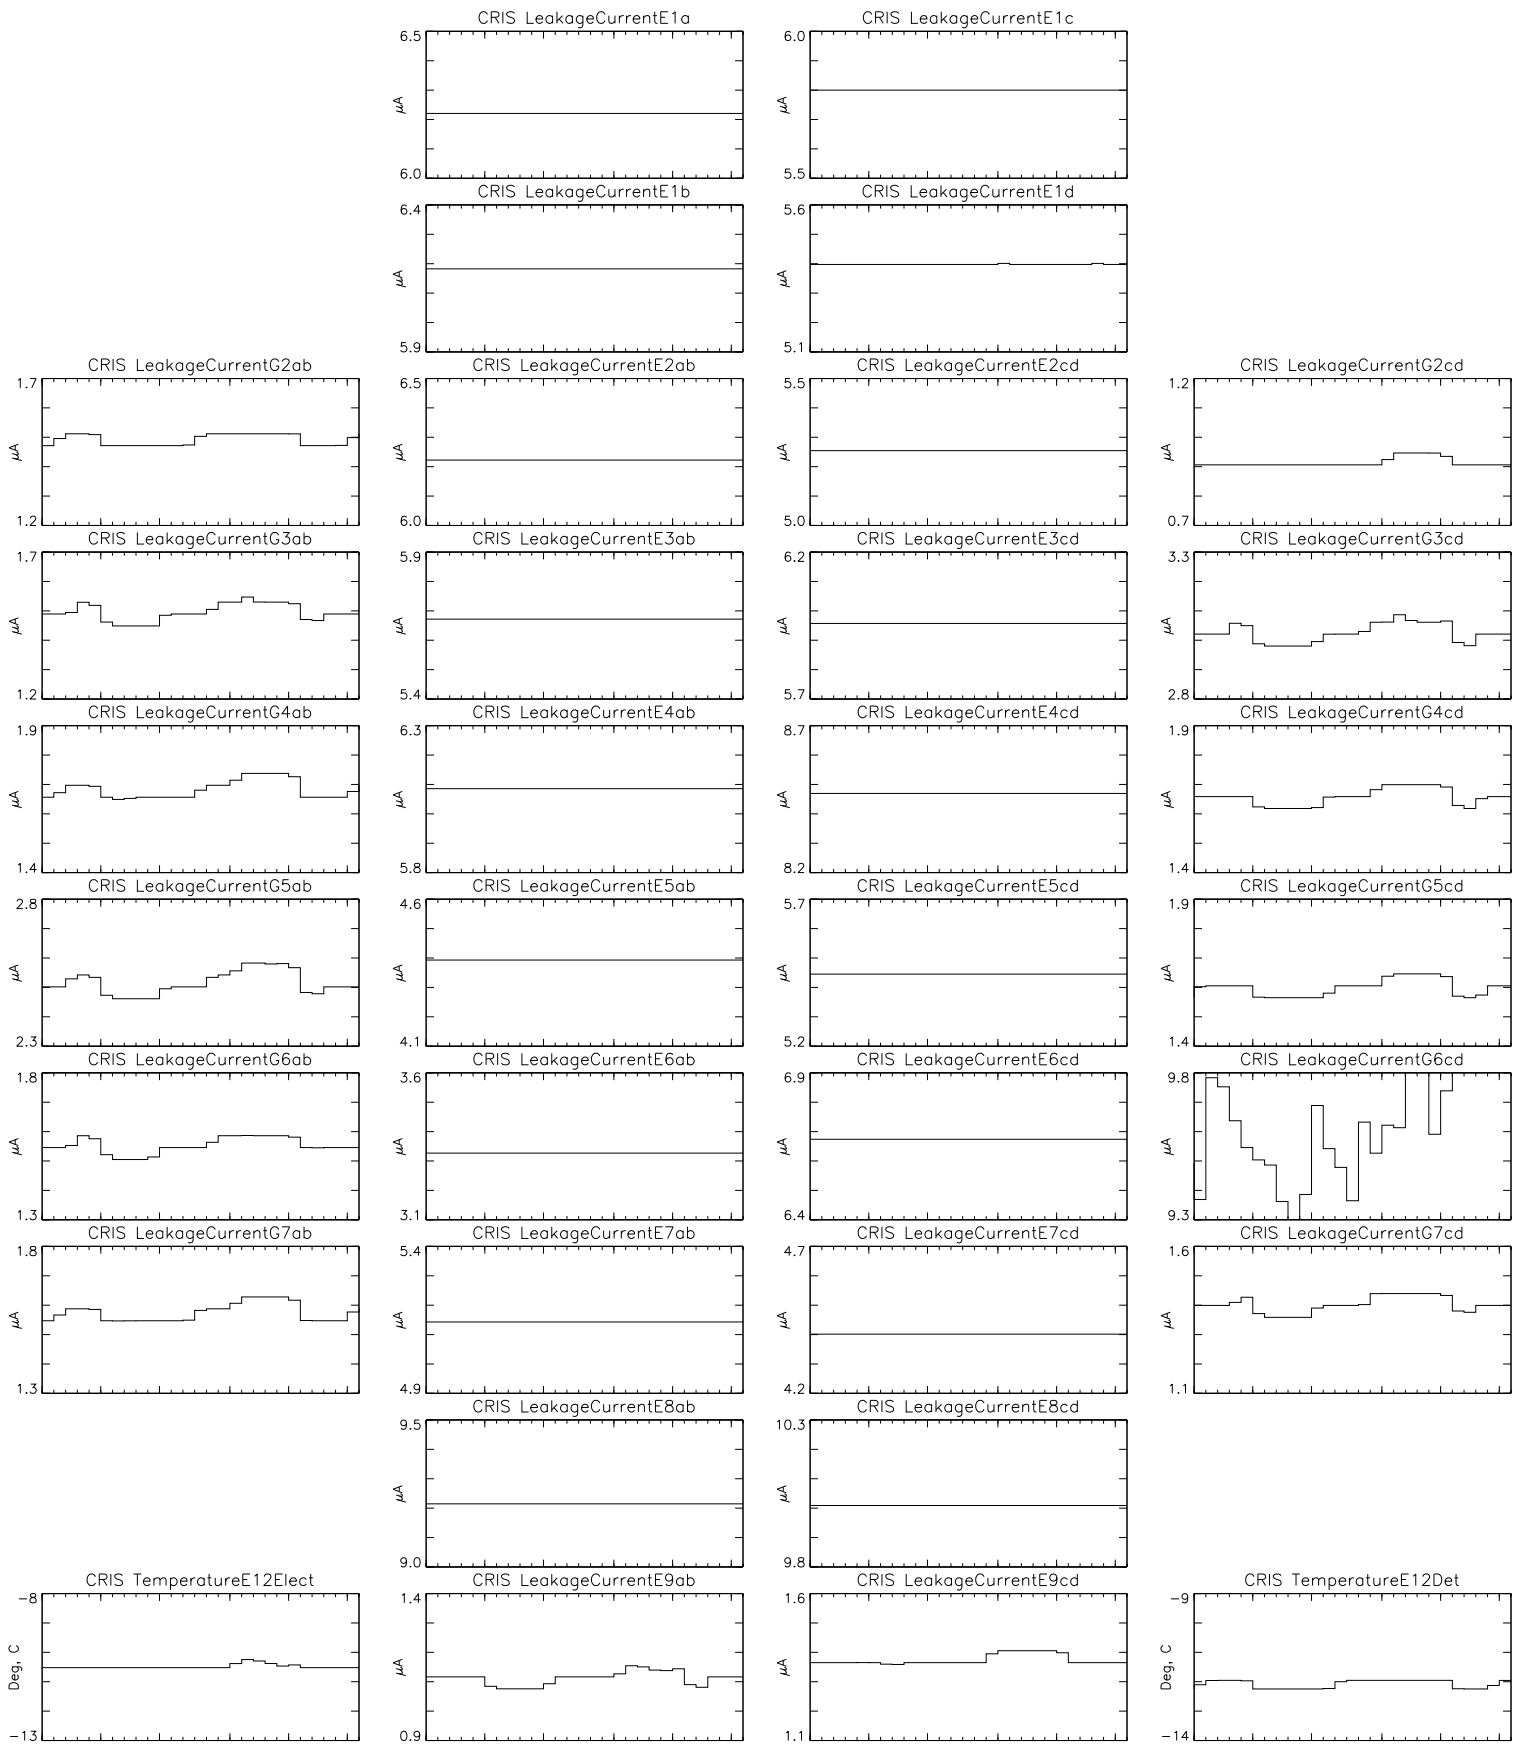 CRIS LeakageCurrentE1a
6.5
μA
6.0
CRIS LeakageCurrentE1c
6.0
μA
5.5
CRIS LeakageCurrentE1b
6.4
μA
5.9
CRIS LeakageCurrentE1d
5.6
μA
5.1
CRIS LeakageCurrentG2ab
1.7
μA
1.2
CRIS LeakageCurrentE2ab
6.5
μA
6.0
CRIS LeakageCurrentE2cd
5.5
μA
5.0
CRIS LeakageCurrentG2cd
1.2
μA
0.7
CRIS LeakageCurrentG3ab
1.7
μA
1.2
CRIS LeakageCurrentE3ab
5.9
μA
5.4
CRIS LeakageCurrentE3cd
6.2
μA
5.7
CRIS LeakageCurrentG3cd
3.3
μA
2.8
CRIS LeakageCurrentG4ab
1.9
μA
1.4
CRIS LeakageCurrentE4ab
6.3
μA
5.8
CRIS LeakageCurrentE4cd
8.7
μA
8.2
CRIS LeakageCurrentG4cd
1.9
μA
1.4
CRIS LeakageCurrentG5ab
2.8
μA
2.3
CRIS LeakageCurrentE5ab
4.6
μA
4.1
CRIS LeakageCurrentE5cd
5.7
μA
5.2
CRIS LeakageCurrentG5cd
1.9
μA
1.4
CRIS LeakageCurrentG6ab
1.8
μA
1.3
CRIS LeakageCurrentE6ab
3.6
μA
3.1
CRIS LeakageCurrentE6cd
6.9
μA
6.4
CRIS LeakageCurrentG6cd
9.8
μA
9.3
CRIS LeakageCurrentG7ab
1.8
μA
1.3
CRIS LeakageCurrentE7ab
5.4
μA
4.9
CRIS LeakageCurrentE7cd
4.7
μA
4.2
CRIS LeakageCurrentG7cd
1.6
μA
1.1
CRIS LeakageCurrentE8ab
9.5
μA
9.0
CRIS LeakageCurrentE8cd
10.3
μA
9.8
CRIS TemperatureE12Elect
-8
Deg, C
-13
CRIS LeakageCurrentE9ab
1.4
μA
0.9
CRIS LeakageCurrentE9cd
1.6
μA
1.1
CRIS TemperatureE12Det
-9
Deg, C
-14